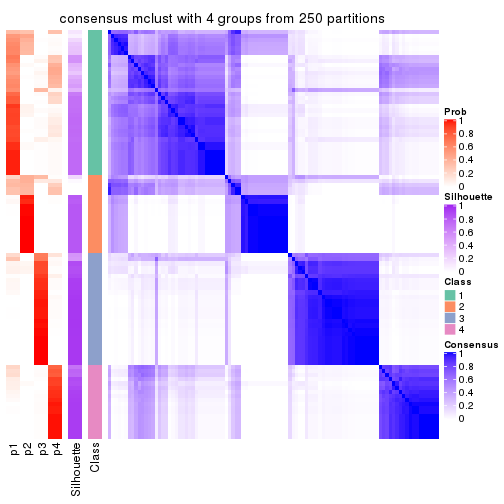 consensus mclust with 4 groups from 250 partitions
Prob
1
0.8
0.6
0.4
0.2
0
Silhouette
1
0.8
0.6
0.4
0.2
0
Class
1
2
3
4
Consensus
1
0.8
0.6
0.4
0.2
0
p1
p2
p3
p4
Silhouette
Class